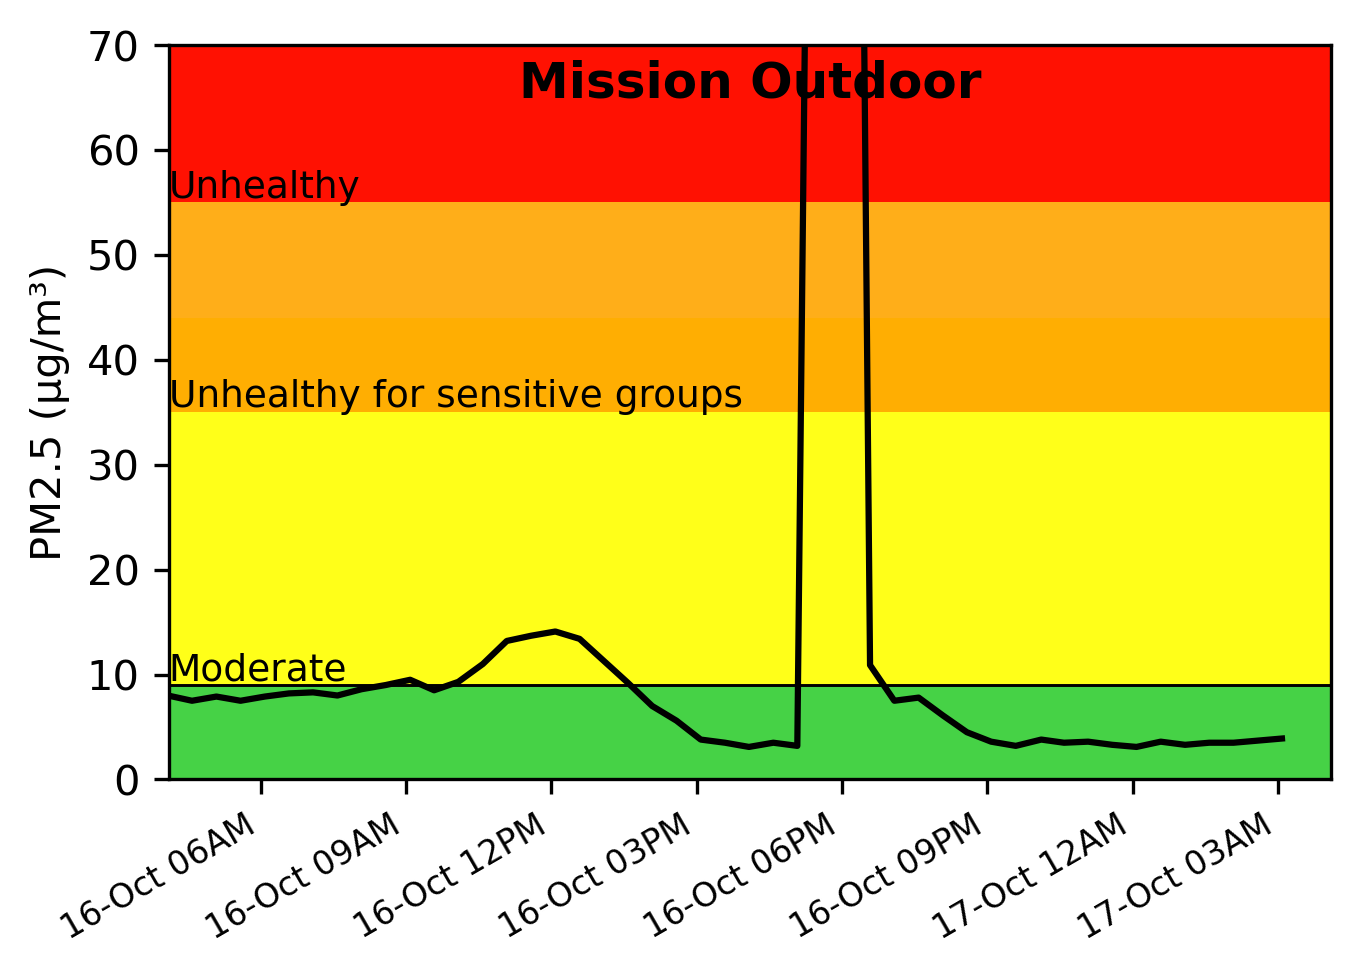 Mission Outdoor
PM2.5 (µg/m³)
70
60
50
40
30
20
10
0
Unhealthy
Unhealthy for sensitive groups
Moderate
16-Oct 06AM
16-Oct 09AM
16-Oct 12PM
16-Oct 03PM
16-Oct 06PM
16-Oct 09PM
17-Oct 12AM
17-Oct 03AM